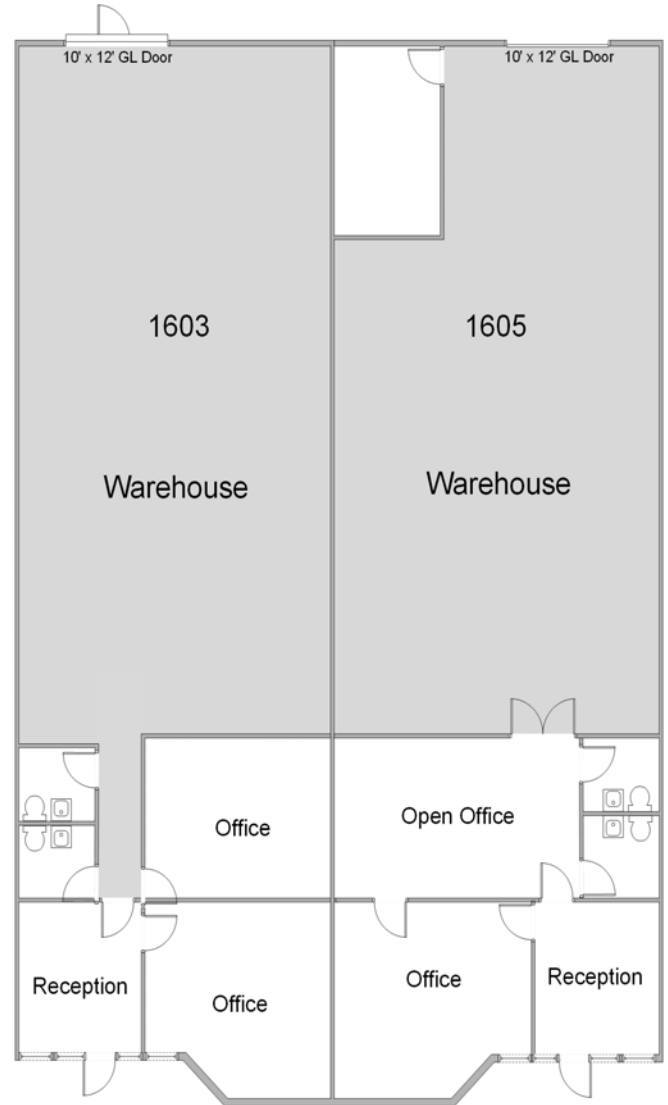 10' x 12' GL Door
10' x 12' GL Door
1603
1605
Warehouse
Warehouse
Office
Open Office
Reception
Office
Office
Reception